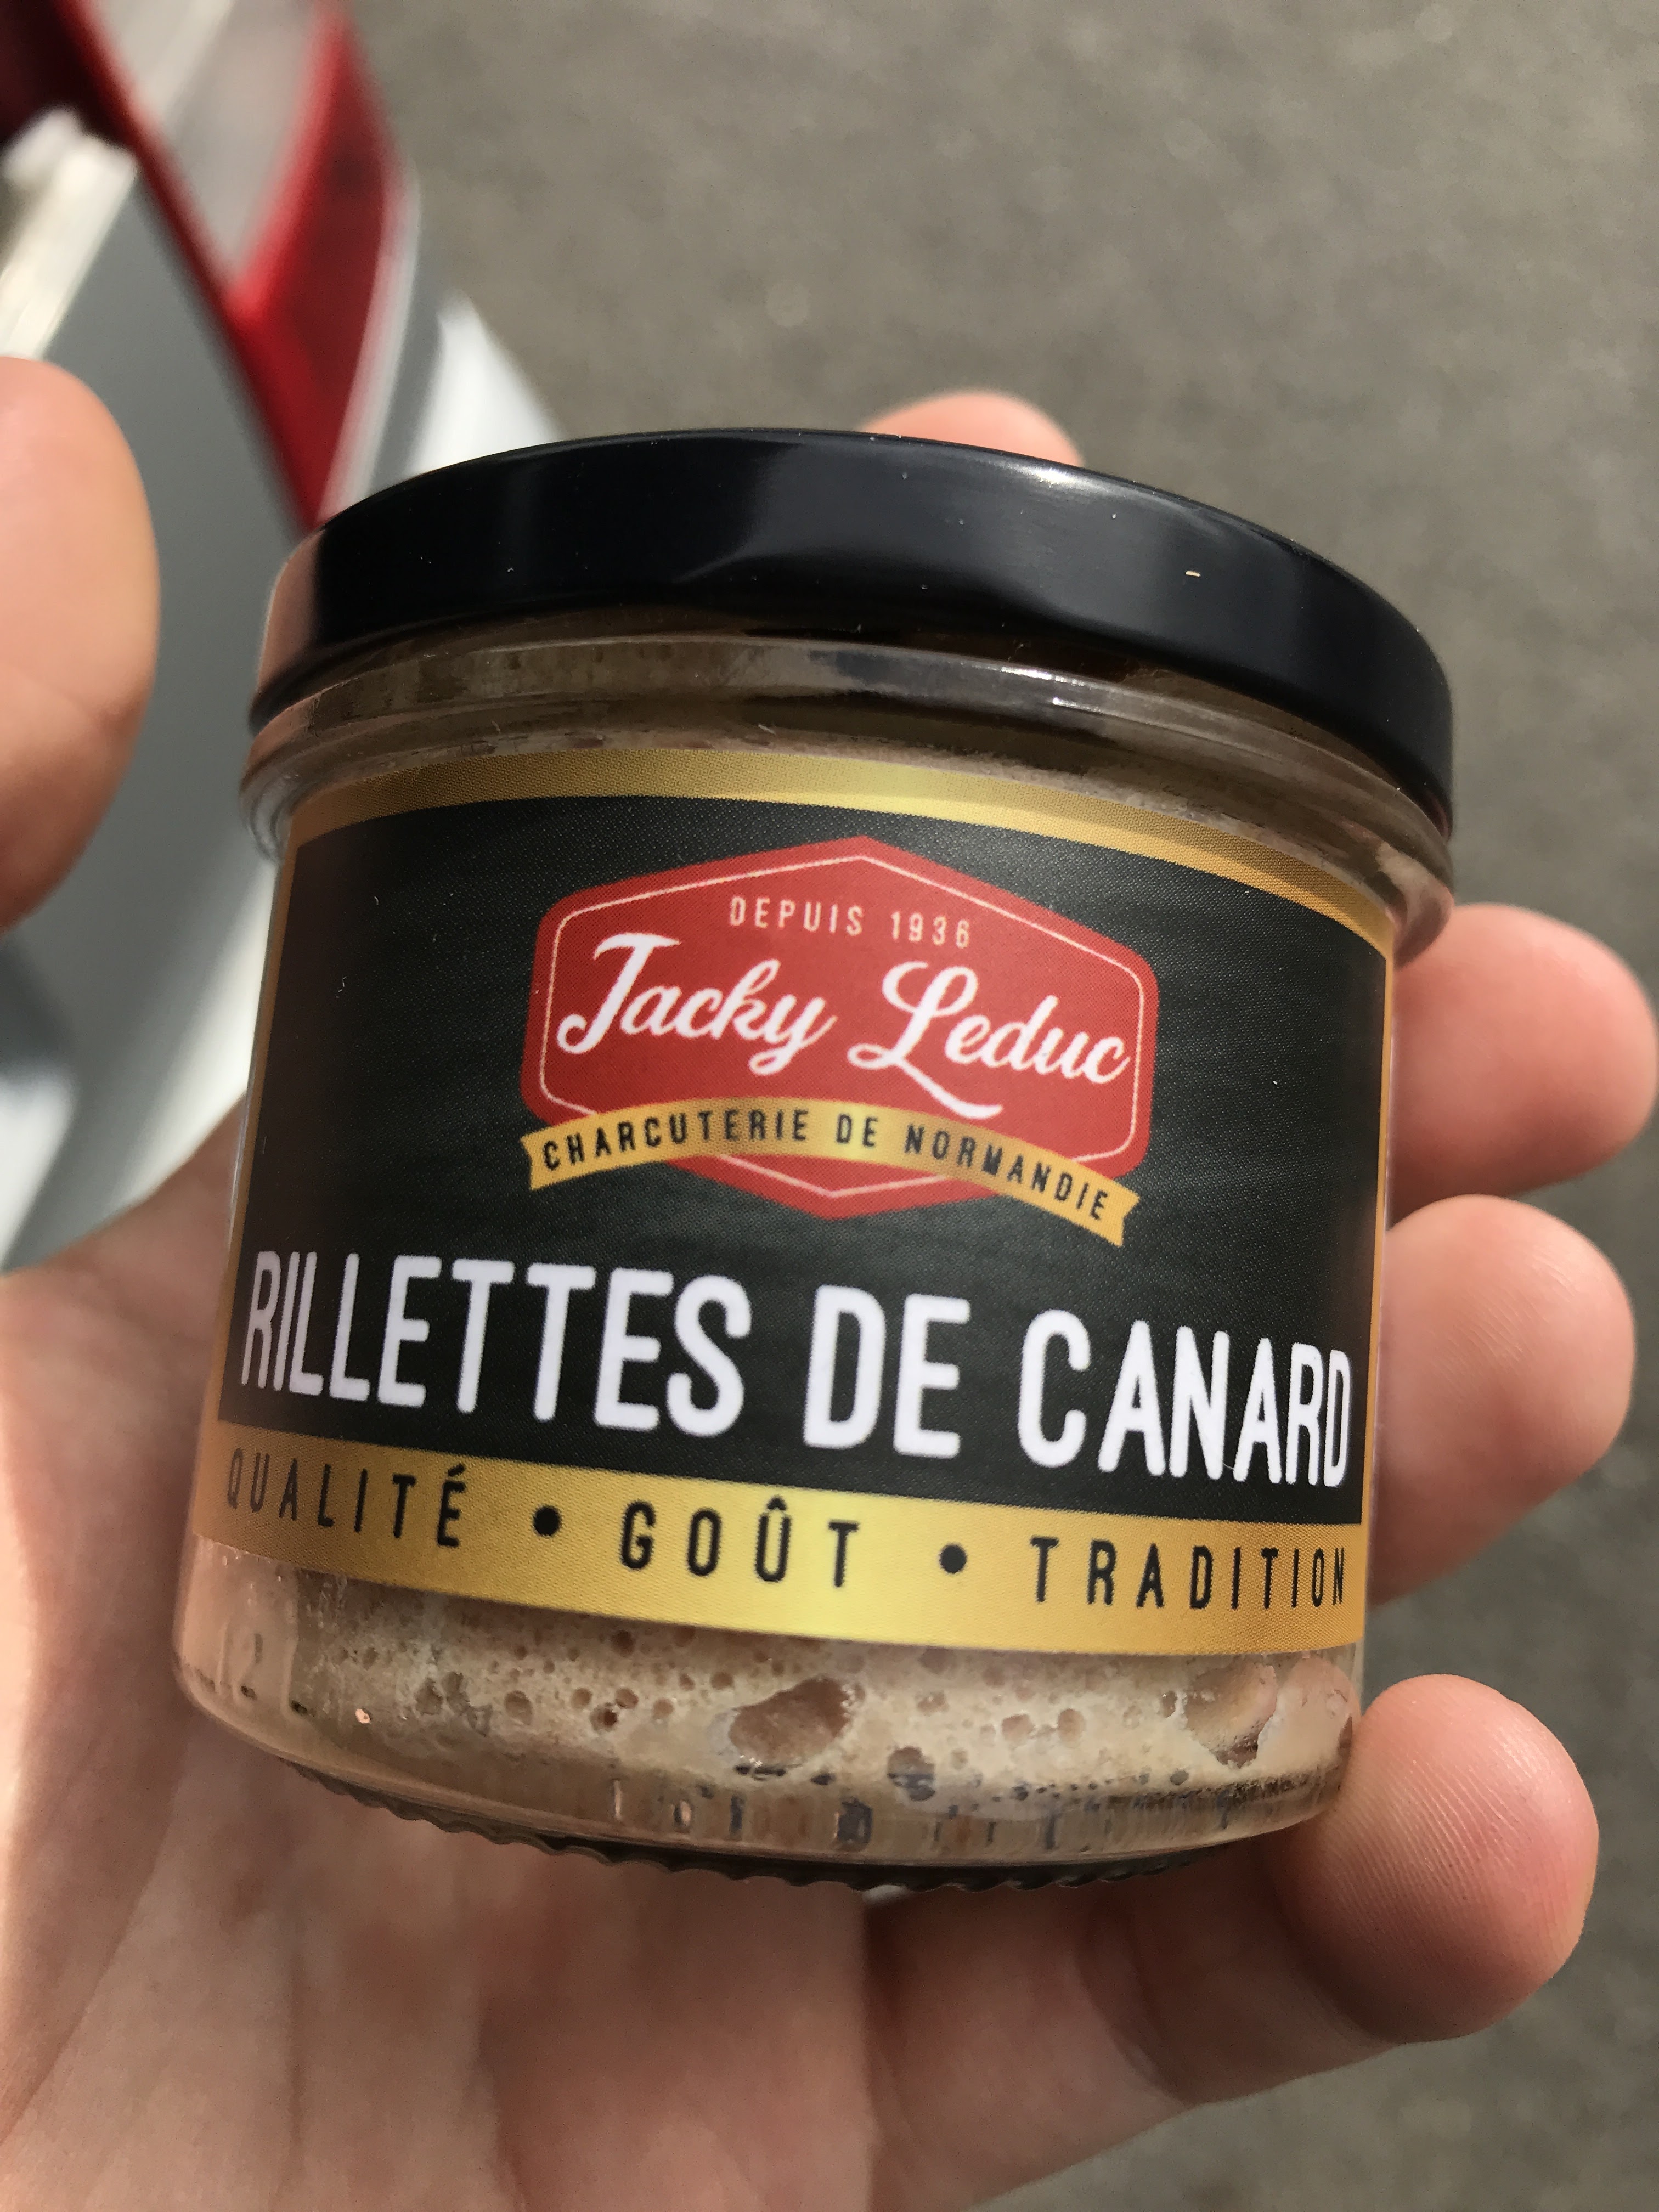 DEPUIS 1936
Jacky Leduc
CHARCUTERIE DE NORMANDIE
RILLETTES DE CANARD
QUALITÉ • GOÛT • TRADITION